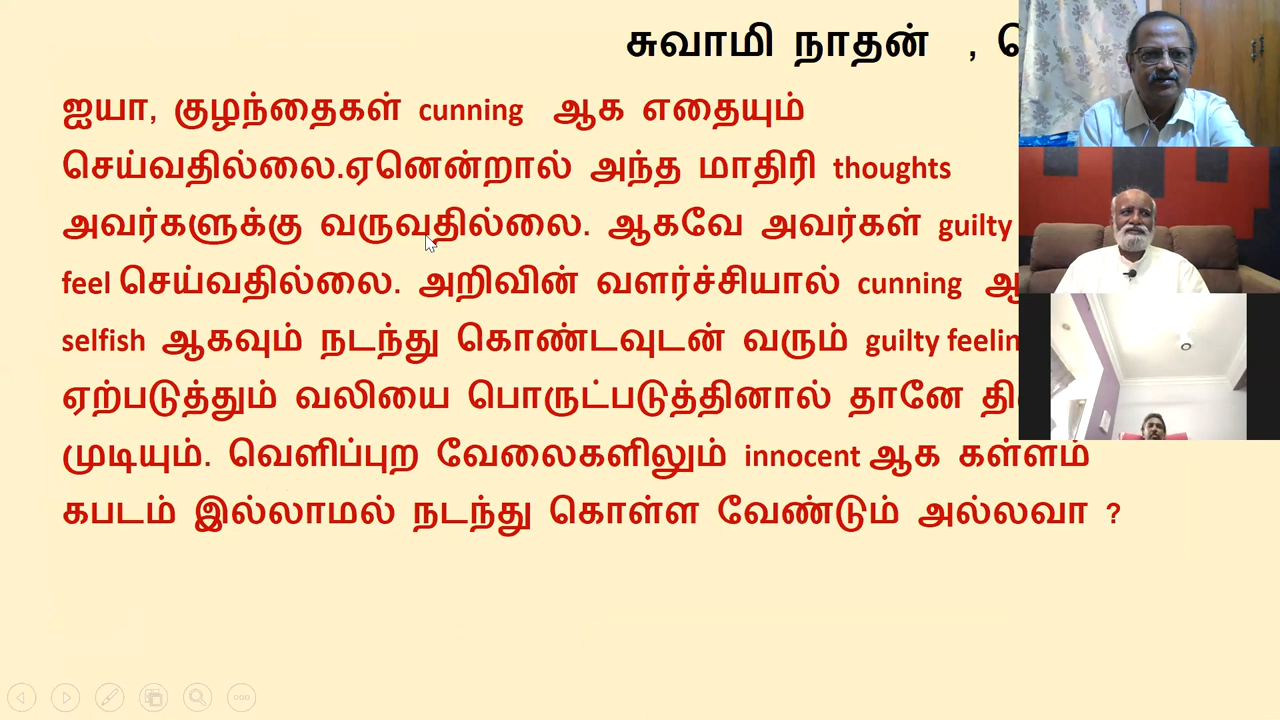 சுவாமி நாதன் ,
ஐயா, குழந்தைகள் cunning ஆக எதையும்
செய்வதில்லை.ஏனென்றால் அந்த மாதிரி thoughts
அவர்களுக்கு வருவதில்லை. ஆகவே அவர்கள் guilty
feel செய்வதில்லை. அறிவின் வளர்ச்சியால் cunning
selfish ஆகவும் நடந்து கொண்டவுடன் வரும் guilty
ஏற்படுத்தும் வலியை பொருட்படுத்தினால் தானே
முடியும். வெளிப்புற வேலைகளிலும் innocent ஆக கள்ளம்
கபடம் இல்லாமல் நடந்து கொள்ள வேண்டும் அல்லவா ?